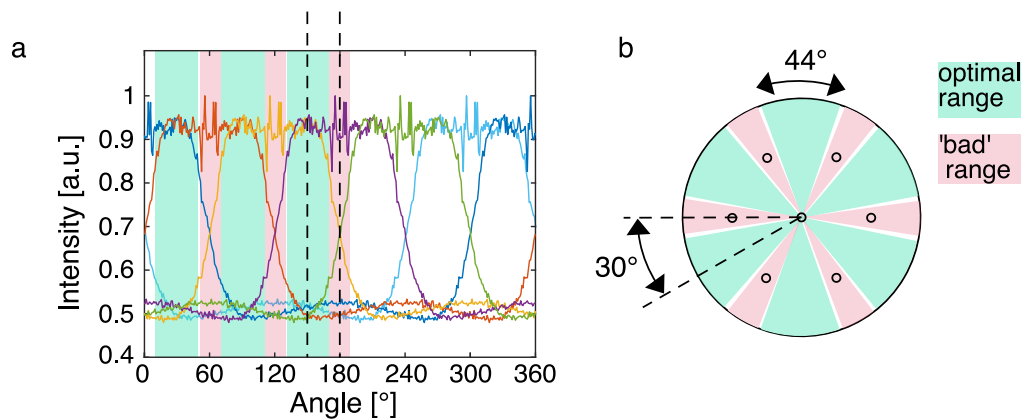 a
Intensity [a.u.]
1
0.9
0.8
0.7
0.6
0.5
0.4
0 60 120 180 240 300 360
Angle [°]
b
44°
30°
optimal
range
'bad'
range